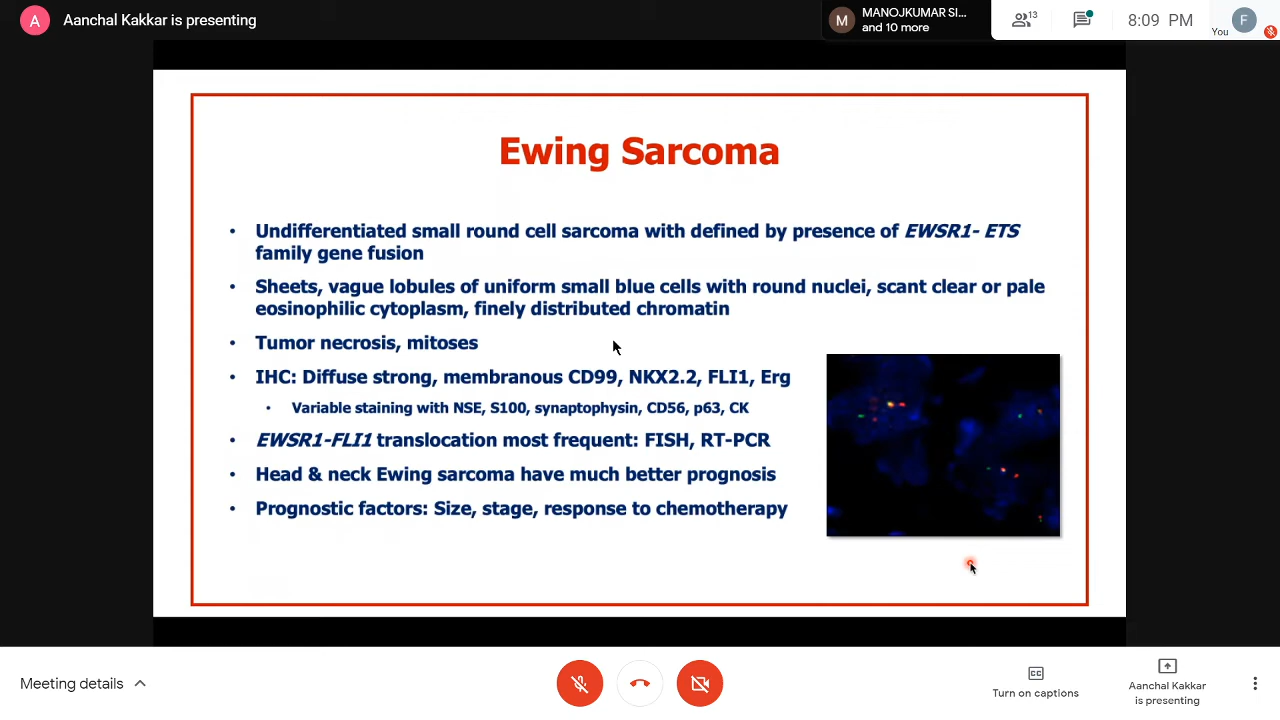 A Aanchal Kakkar is presenting
M MANOJKUMAR SI...
and 10 more
13
8:09 PM
You
F
Ewing Sarcoma
• Undifferentiated small round cell sarcoma with defined by presence of EWSR1- ETS
family gene fusion
• Sheets, vague lobules of uniform small blue cells with round nuclei, scant clear or pale
eosinophilic cytoplasm, finely distributed chromatin
• Tumor necrosis, mitoses
• IHC: Diffuse strong, membranous CD99, NKX2.2, FLI1, Erg
• Variable staining with NSE, S100, synaptophysin, CD56, p63, CK
• EWSR1-FLI1 translocation most frequent: FISH, RT-PCR
• Head & neck Ewing sarcoma have much better prognosis
• Prognostic factors: Size, stage, response to chemotherapy
Meeting details
CC
Turn on captions
Aanchal Kakkar
is presenting